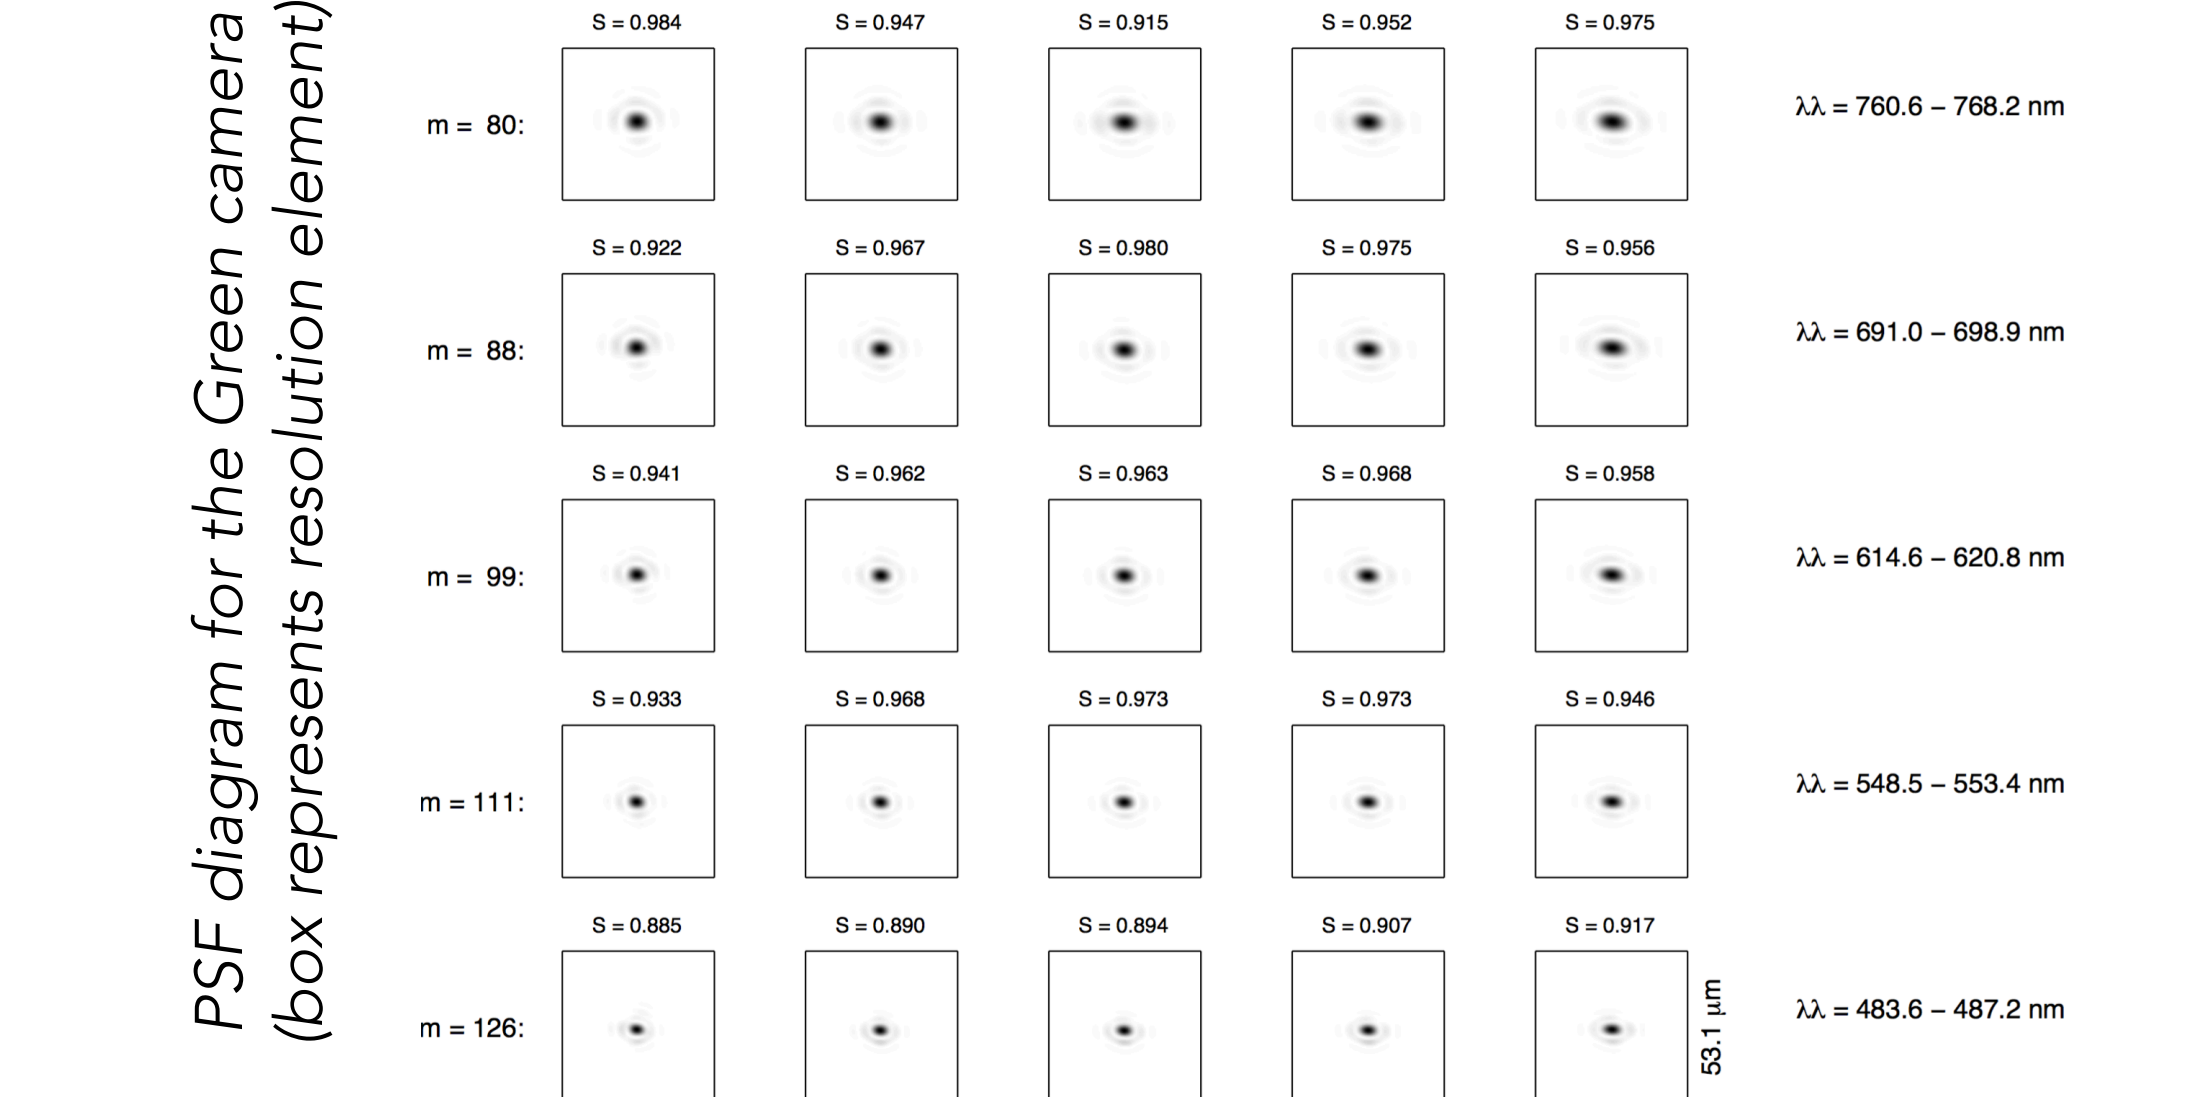 PSF diagram for the Green camera
(box represents resolution element)
S = 0.984 S = 0.947 S = 0.915 S = 0.952 S = 0.975
m = 80: λλ = 760.6 – 768.2 nm
S = 0.922 S = 0.967 S = 0.980 S = 0.975 S = 0.956
m = 88: λλ = 691.0 – 698.9 nm
S = 0.941 S = 0.962 S = 0.963 S = 0.968 S = 0.958
m = 99: λλ = 614.6 – 620.8 nm
S = 0.933 S = 0.968 S = 0.973 S = 0.973 S = 0.946
m = 111: λλ = 548.5 – 553.4 nm
S = 0.885 S = 0.890 S = 0.894 S = 0.907 S = 0.917
m = 126: λλ = 483.6 – 487.2 nm
53.1 μm